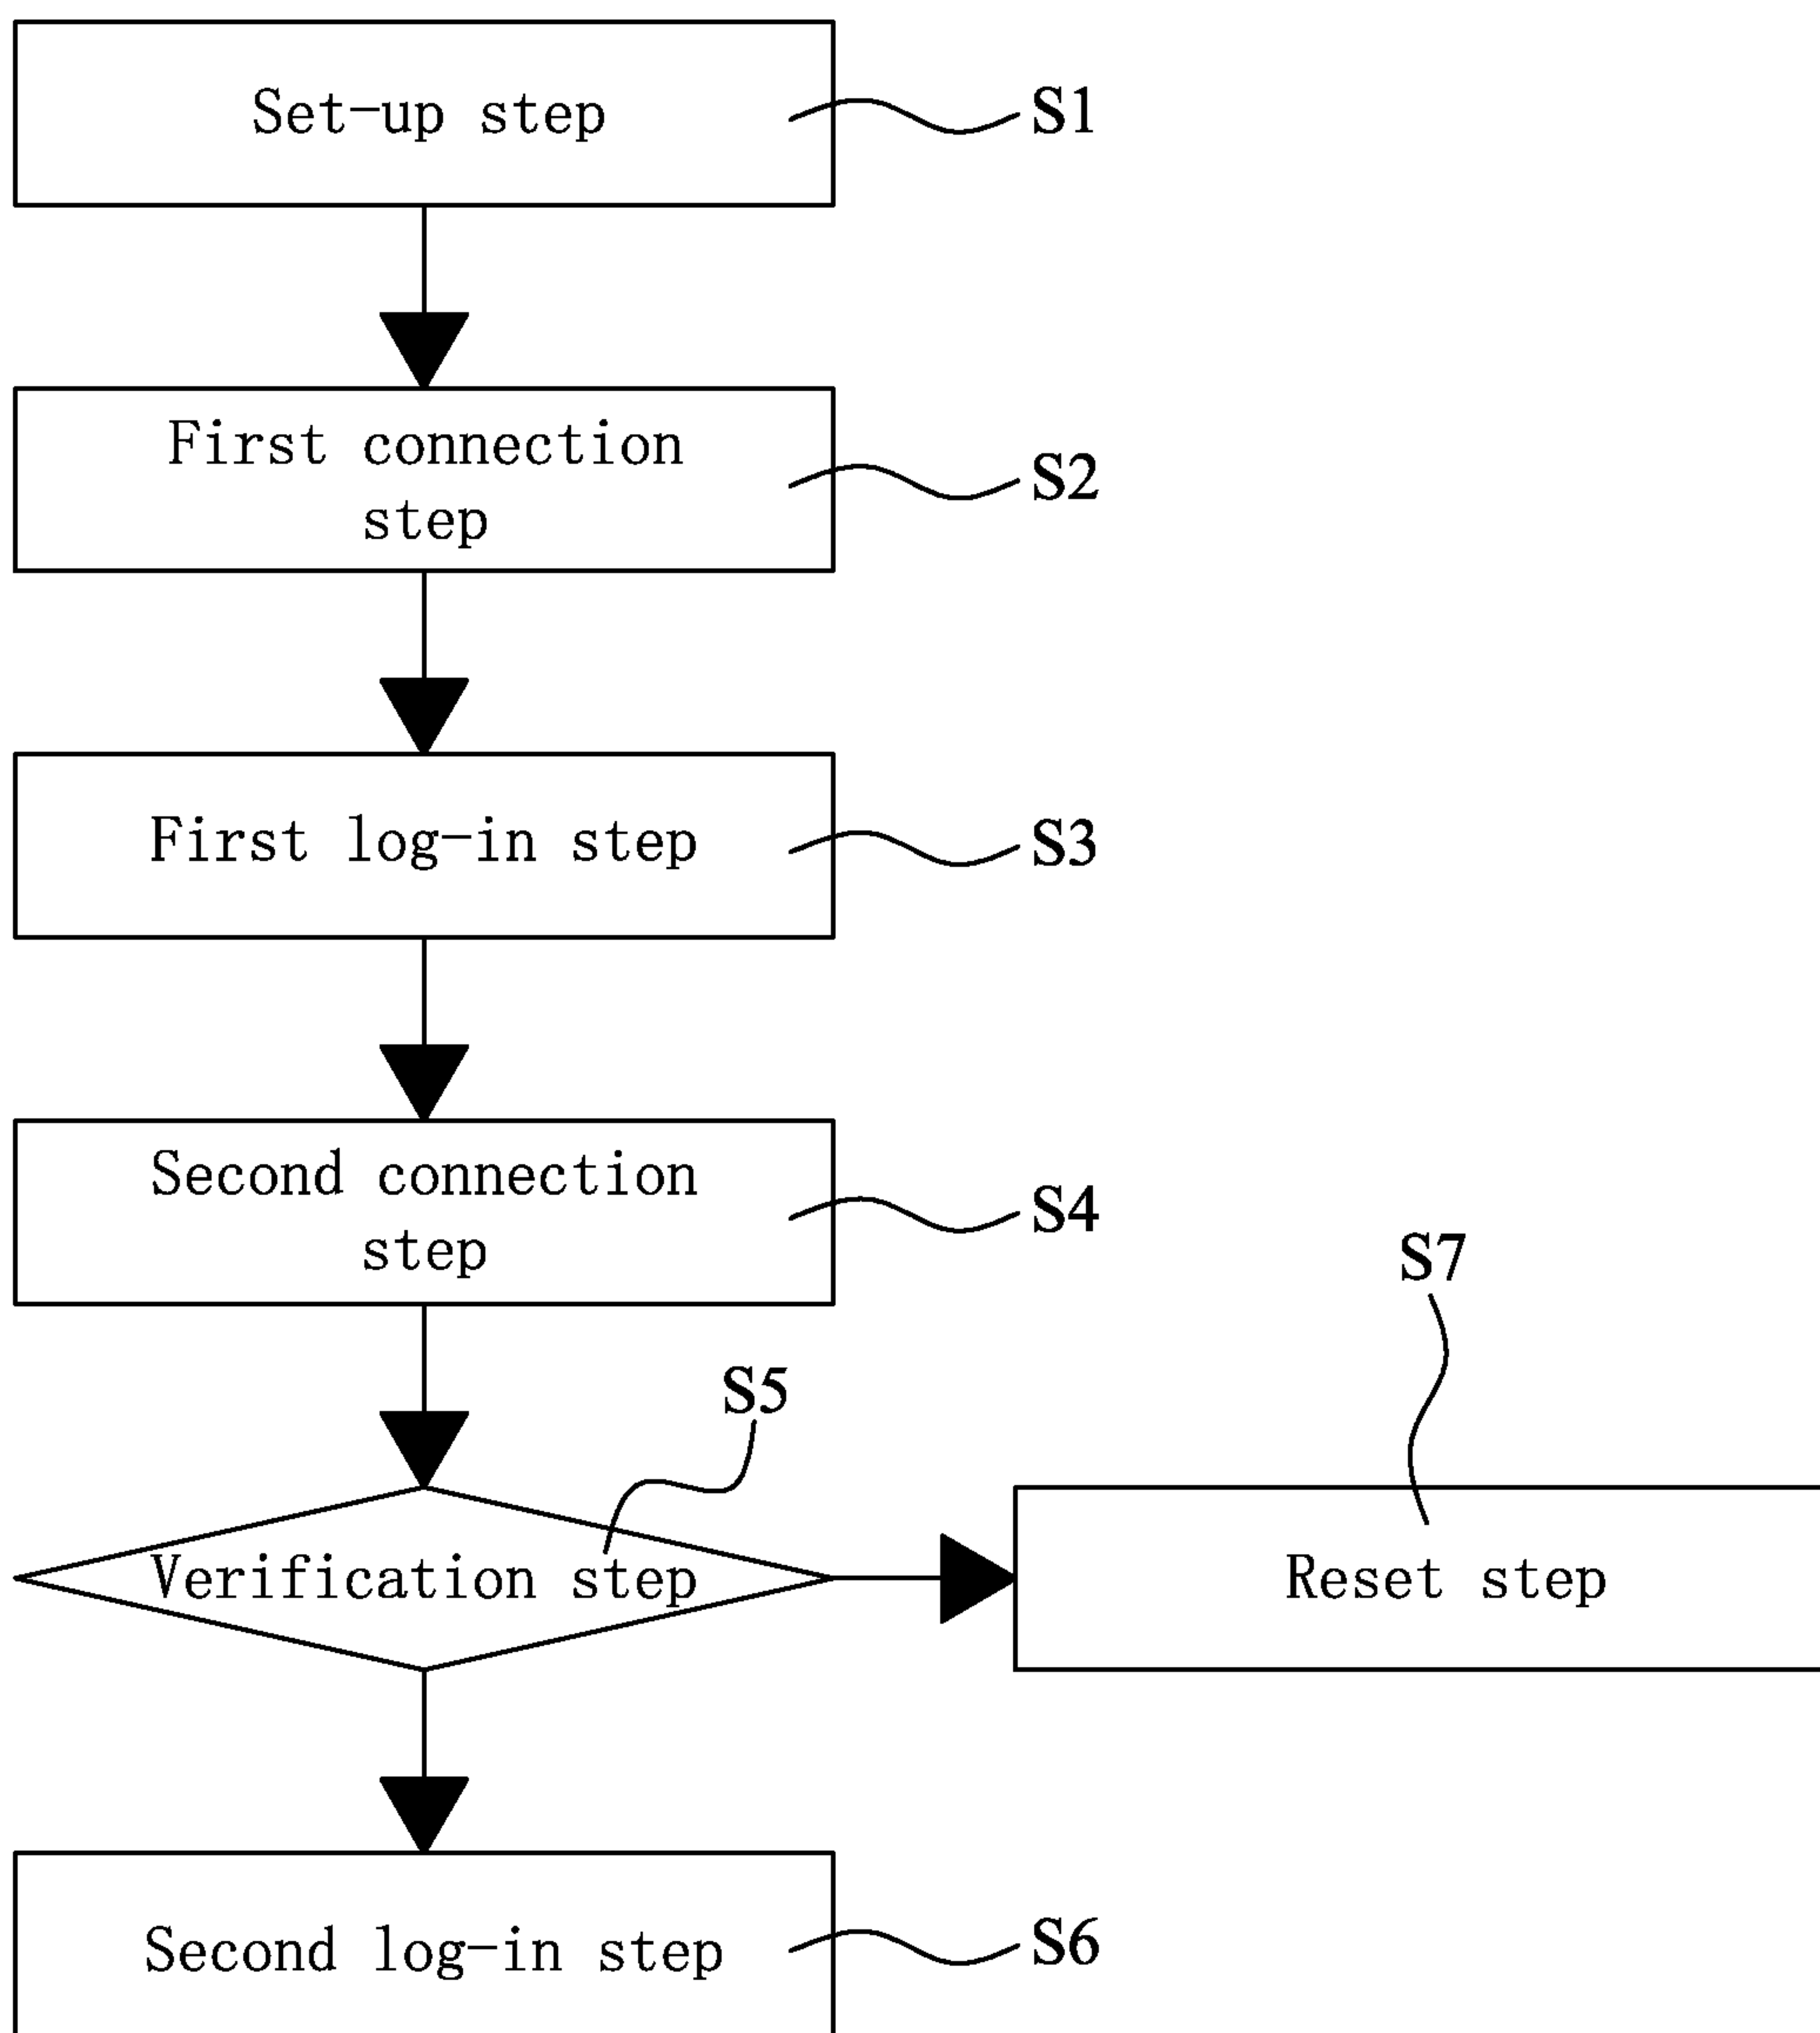 Set-up step
S1
First connection
step
S2
First log-in step
S3
Second connection
step
S4
S7
S5
Verification step
Reset step
Second log-in step
S6